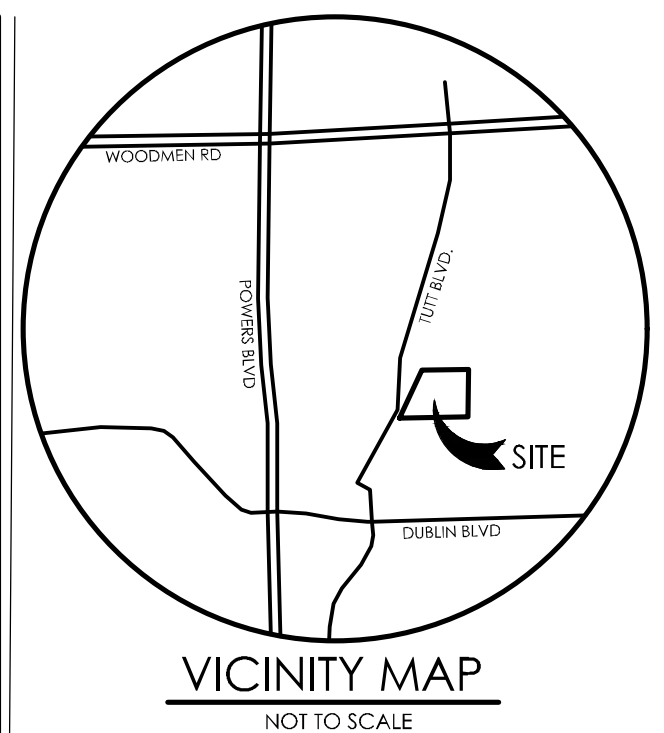 WOODMEN RD
POWERS BLVD
TUTT BLVD.
SITE
DUBLIN BLVD
VICINITY MAP
NOT TO SCALE